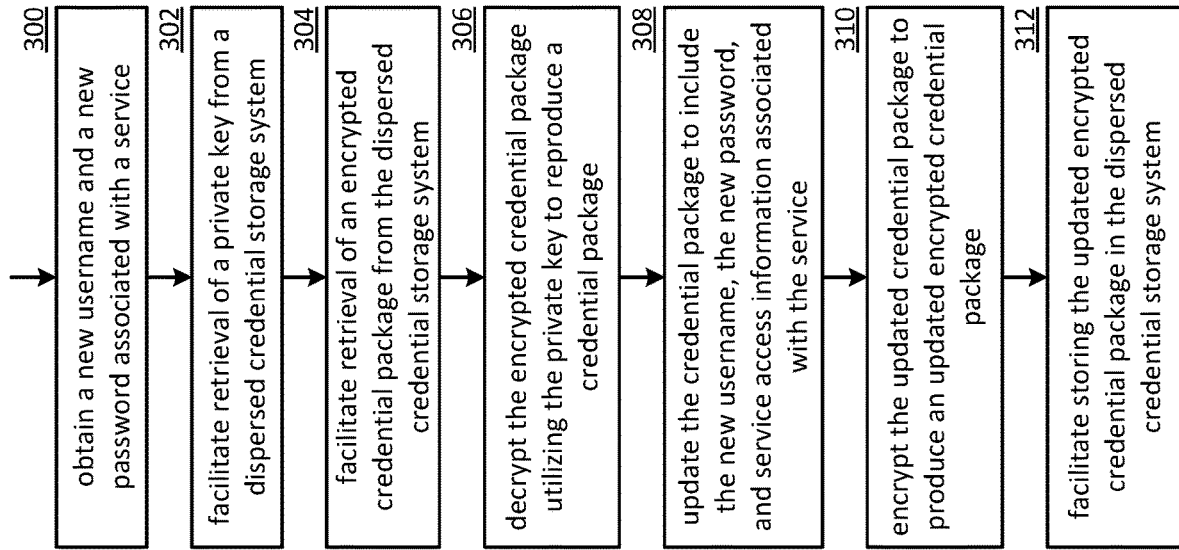 300
obtain a new username and a new
password associated with a service
302
facilitate retrieval of a private key from a
dispersed credential storage system
304
facilitate retrieval of an encrypted
credential package from the dispersed
credential storage system
306
decrypt the encrypted credential package
utilizing the private key to reproduce a
credential package
308
update the credential package to include
the new username, the new password,
and service access information associated
with the service
310
encrypt the updated credential package to
produce an updated encrypted credential
package
312
facilitate storing the updated encrypted
credential package in the dispersed
credential storage system